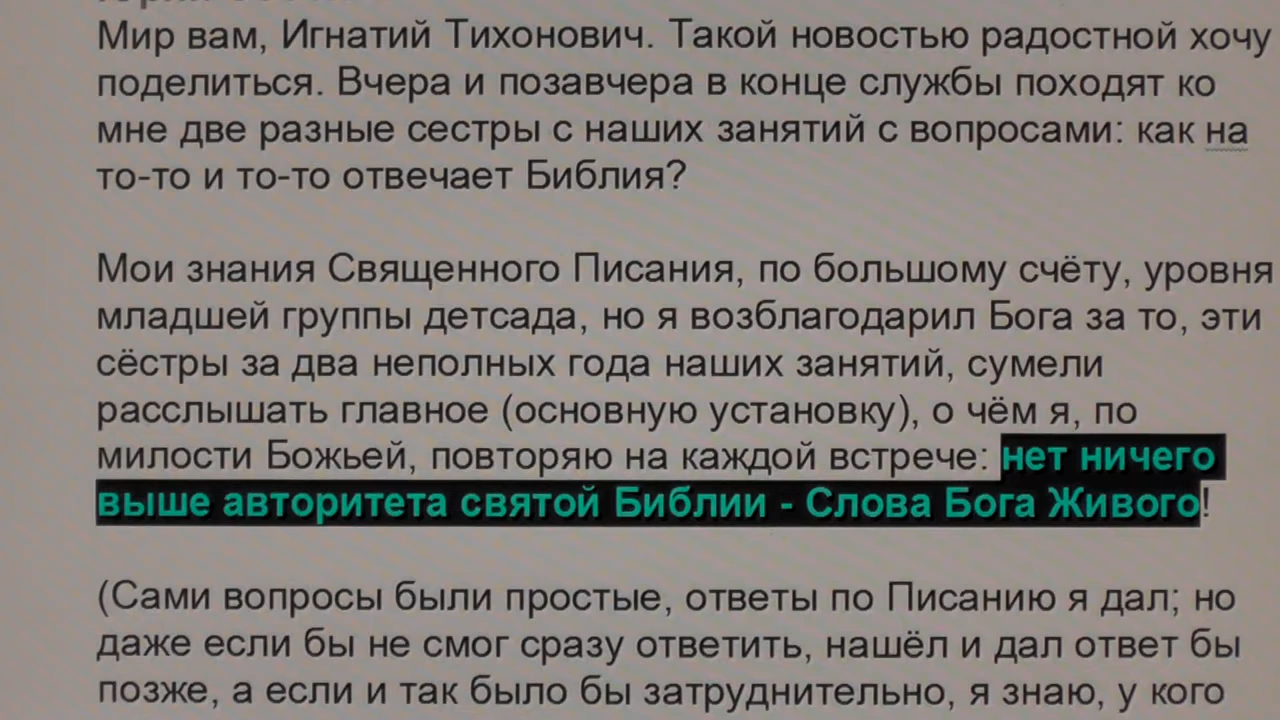 Мир вам, Игнатий Тихонович. Такой новостью радостной хочу
поделиться. Вчера и позавчера в конце службы походят ко
мне две разные сестры с наших занятий с вопросами: как на
то-то и то-то отвечает Библия?
Мои знания Священного Писания, по большому счёту, уровня
младшей группы детсада, но я возблагодарил Бога за то, эти
сёстры за два неполных года наших занятий, сумели
расслышать главное (основную установку), о чём я, по
милости Божьей, повторяю на каждой встрече: нет ничего
выше авторитета святой Библии - Слова Бога Живого!
(Сами вопросы были простые, ответы по Писанию я дал; но
даже если бы не смог сразу ответить, нашёл и дал ответ бы
позже, а если и так было бы затруднительно, я знаю, у кого